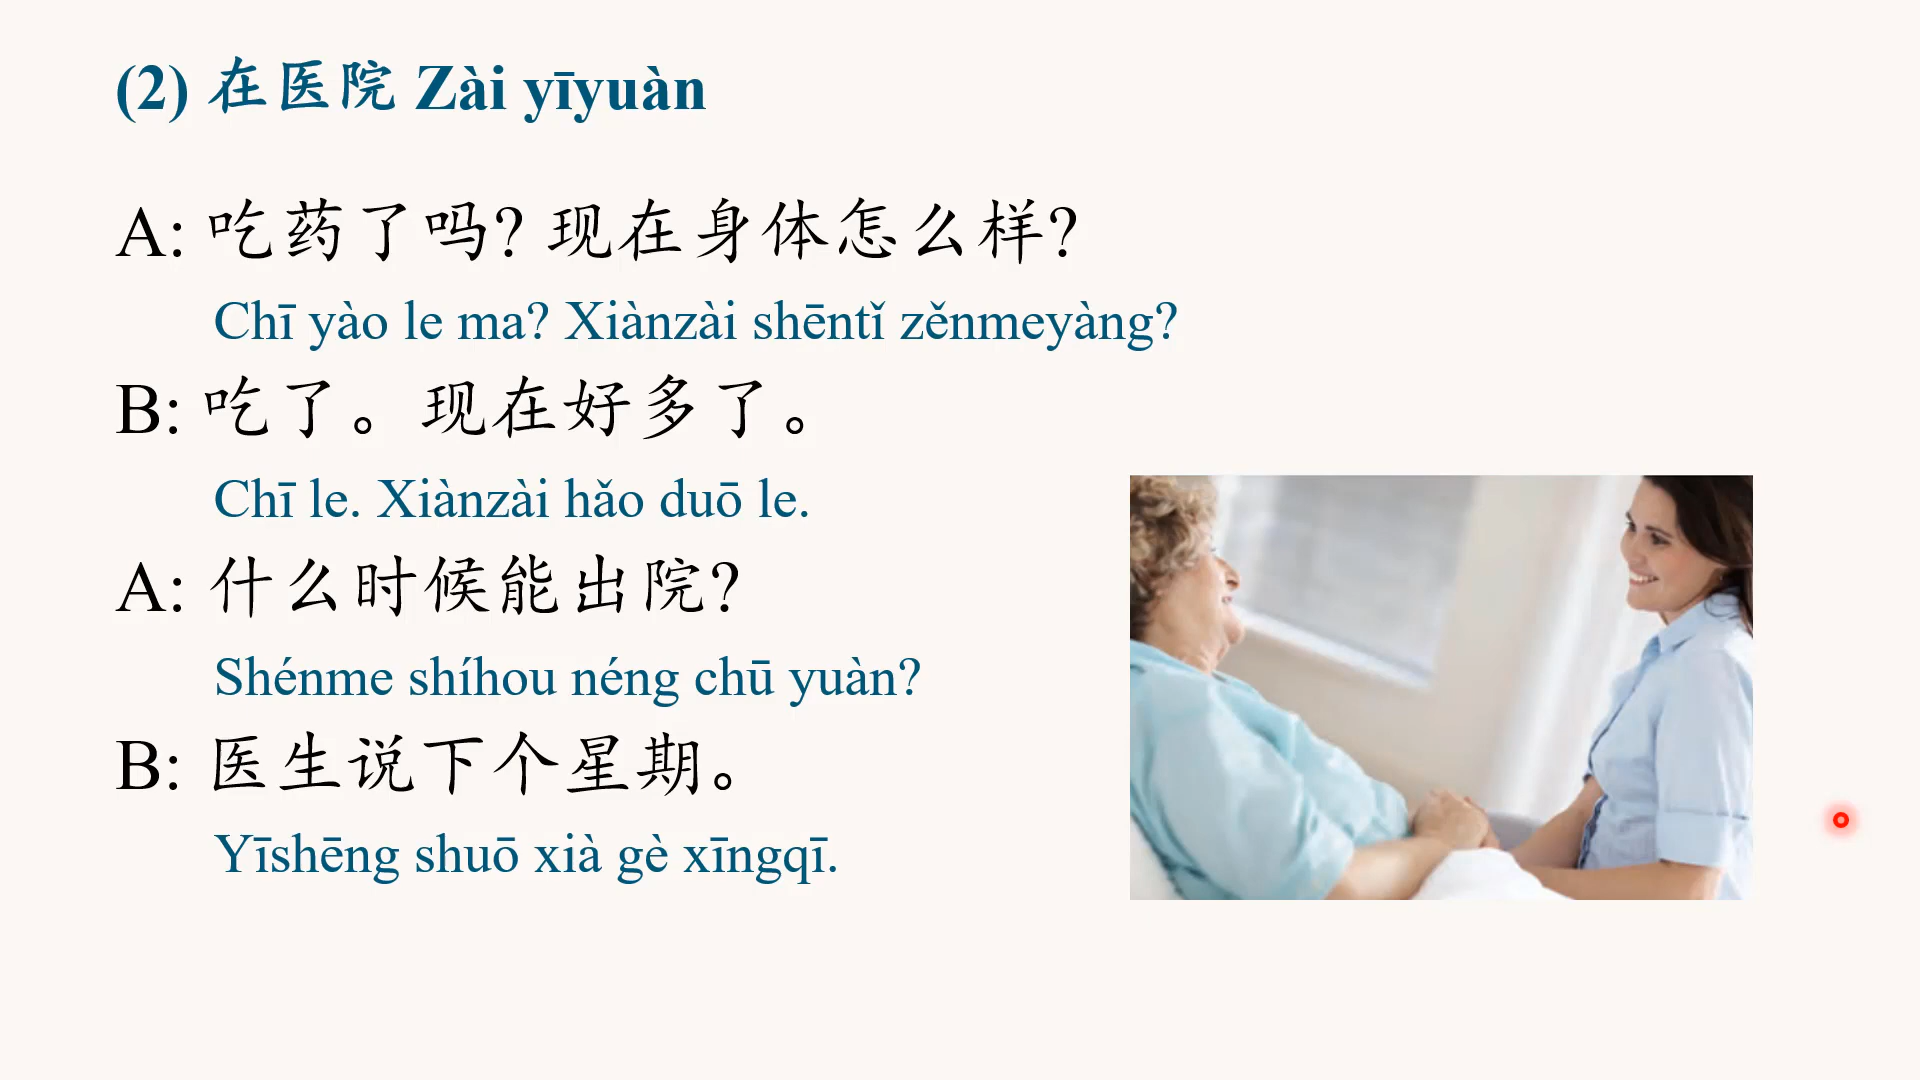 (2) 在医院 Zài yīyuàn
A: 吃药了吗? 现在身体怎么样?
Chī yào le ma? Xiànzài shēntǐ zěnmeyàng?
B: 吃了。现在好多了。
Chī le. Xiànzài hǎo duō le.
A: 什么时候能出院?
Shénme shíhou néng chū yuàn?
B: 医生说下个星期。
Yīshēng shuō xià gè xīngqī.